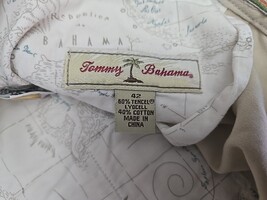 BAHAMA
Tommy Bahama
42
60% TENCEL®
LYOCELL
40% COTTON
MADE IN
CHINA